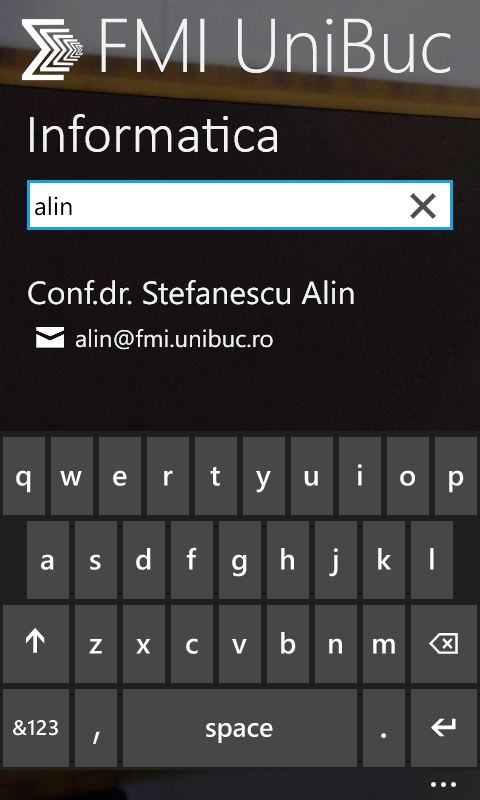 FMI UniBuc
Informatica
alin
Conf.dr. Stefanescu Alin
alin@fmi.unibuc.ro
q w e r t y u i o p
a s d f g h j k l
z x c v b n m
&123 , space .